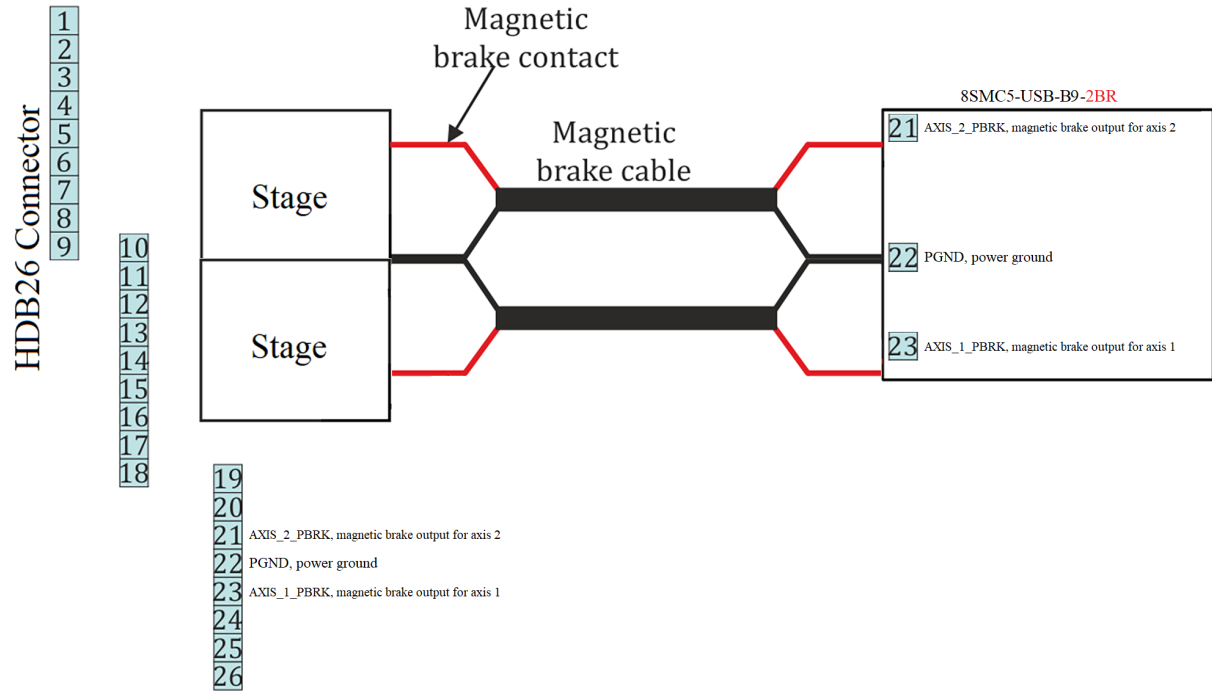 HDB26 Connector
1
2
3
4
5
6
7
8
9
10
11
12
13
14
15
16
17
18
19
20
21 AXIS_2_PBRK, magnetic brake output for axis 2
22 PGND, power ground
23 AXIS_1_PBRK, magnetic brake output for axis 1
24
25
26
Magnetic
brake contact
Magnetic
brake cable
Stage
Stage
8SMC5-USB-B9-2BR
21 AXIS_2_PBRK, magnetic brake output for axis 2
22 PGND, power ground
23 AXIS_1_PBRK, magnetic brake output for axis 1